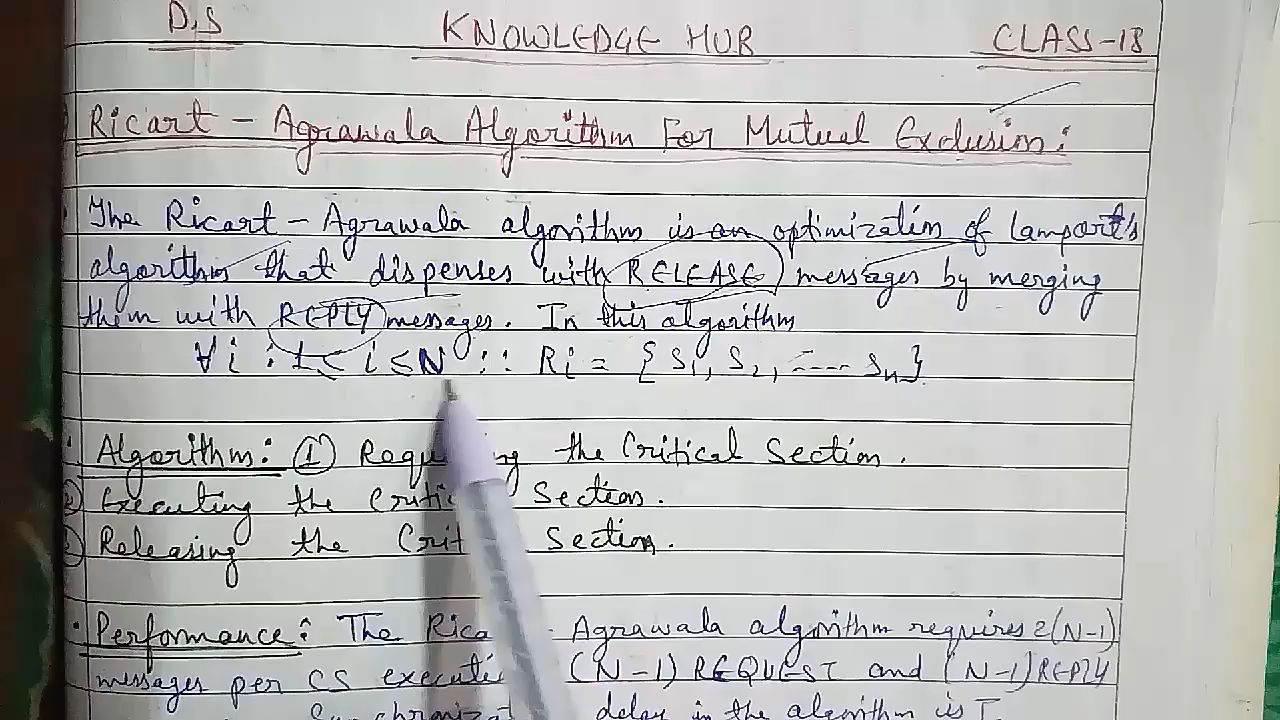 D.S KNOWLEDGE HUB CLASS-18
Ricart - Agrawala Algorithm For Mutual Exclusion:
The Ricart - Agrawala algorithm is an optimization of lamport's
algorithm that dispenses with RELEASE messages by merging
them with REPLY messages. In this algorithm
∀i : 1 ≤ i ≤ N :: Ri = {S1, S2, ---- Sn}
Algorithm: ① Requ ng the Critical Section.
② Executing the Critic Section.
③ Releasing the Crit Section.
Performance: The Rica - Agrawala algorithm requires 2(N-1)
messages per CS (N-1) REQUEST and (N-1) REPLY
delay in the algorithm is T.